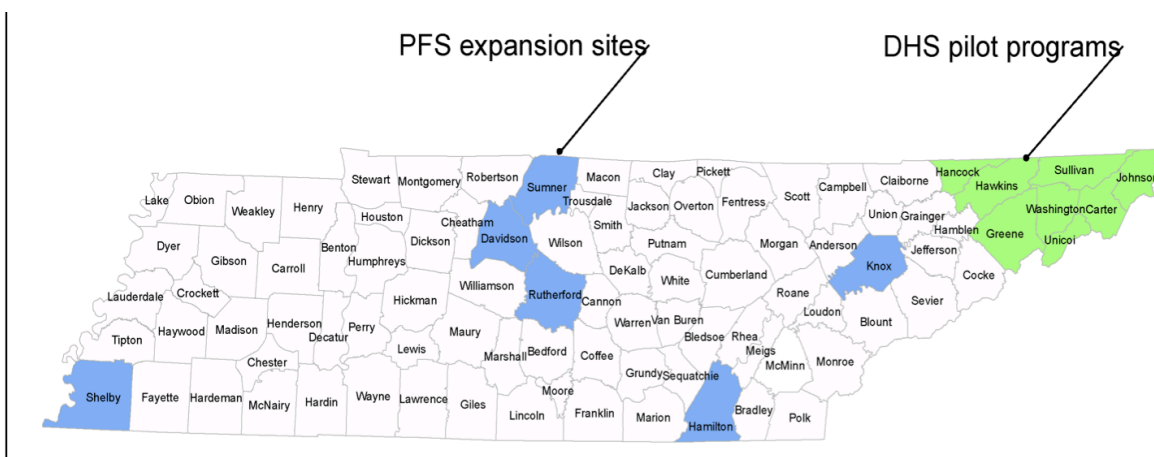 PFS expansion sites
DHS pilot programs
Stewart
Montgomery
Robertson
Sumner
Macon
Clay
Pickett
Scott
Campbell
Claiborne
Hancock
Hawkins
Sullivan
Johnson
Lake
Obion
Weakley
Henry
Houston
Cheatham
Trousdale
Jackson
Overton
Fentress
Union
Grainger
Hamblen
Greene
Washington
Carter
Unicoi
Dyer
Gibson
Carroll
Benton
Humphreys
Dickson
Davidson
Wilson
Smith
Putnam
Morgan
Anderson
Knox
Jefferson
Cocke
Lauderdale
Crockett
Hickman
Williamson
Rutherford
Cannon
DeKalb
White
Cumberland
Roane
Loudon
Blount
Sevier
Tipton
Haywood
Madison
Henderson
Decatur
Perry
Lewis
Maury
Marshall
Bedford
Coffee
Warren
Van Buren
Bledsoe
Rhea
Meigs
McMinn
Monroe
Shelby
Fayette
Hardeman
Chester
McNairy
Hardin
Wayne
Lawrence
Giles
Lincoln
Moore
Franklin
Grundy
Sequatchie
Marion
Hamilton
Bradley
Polk